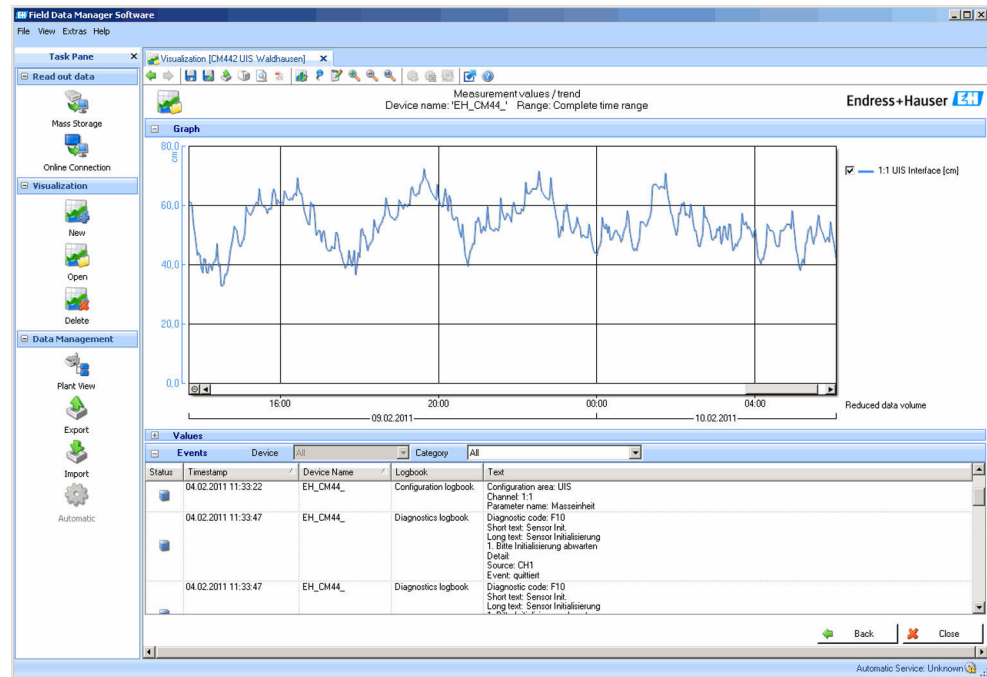 Field Data Manager Software
File View Extras Help
Task Pane
Visualization [CM442 UIS Waldhausen]
Read out data
Mass Storage
Online Connection
Visualization
New
Open
Delete
Data Management
Plant View
Export
Import
Automatic
Measurement values / trend
Device name: 'EH_CM44_' Range: Complete time range
Endress+Hauser EH
Graph
80,0
cm
60,0
40,0
20,0
0,0
1:1 UIS Interface [cm]
16:00 20:00 00:00 04:00
09.02.2011 10.02.2011
Reduced data volume
Values
Events Device All Category All
Status Timestamp Device Name Logbook Text
04.02.2011 11:33:22 EH_CM44_ Configuration logbook Configuration area: UIS
Channel: 1:1
Parameter name: Masseinheit
04.02.2011 11:33:47 EH_CM44_ Diagnostics logbook Diagnostic code: F10
Short text: Sensor Init.
Long text: Sensor Initialisierung
1. Bitte Initialisierung abwarten
Detail:
Source: CH1
Event: quittiert
04.02.2011 11:33:47 EH_CM44_ Diagnostics logbook Diagnostic code: F10
Short text: Sensor Init.
Long text: Sensor Initialisierung
Back Close
Automatic Service: Unknown